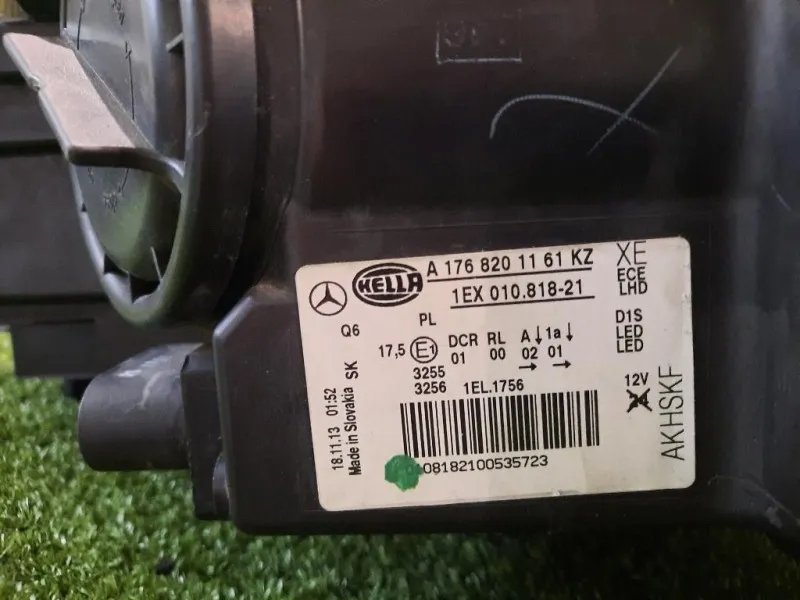 HELLA A 176 820 11 61 KZ XE
1EX 010.818-21 ECE
LHD
Q6 PL D1S
17,5 E1 DCR RL A↓ 1a↓ LED
01 00 02 01 LED
→ →
3255
3256 1EL.1756 12V
18.11.13 01:52
Made in Slovakia SK
AKHSKF
08182100535723